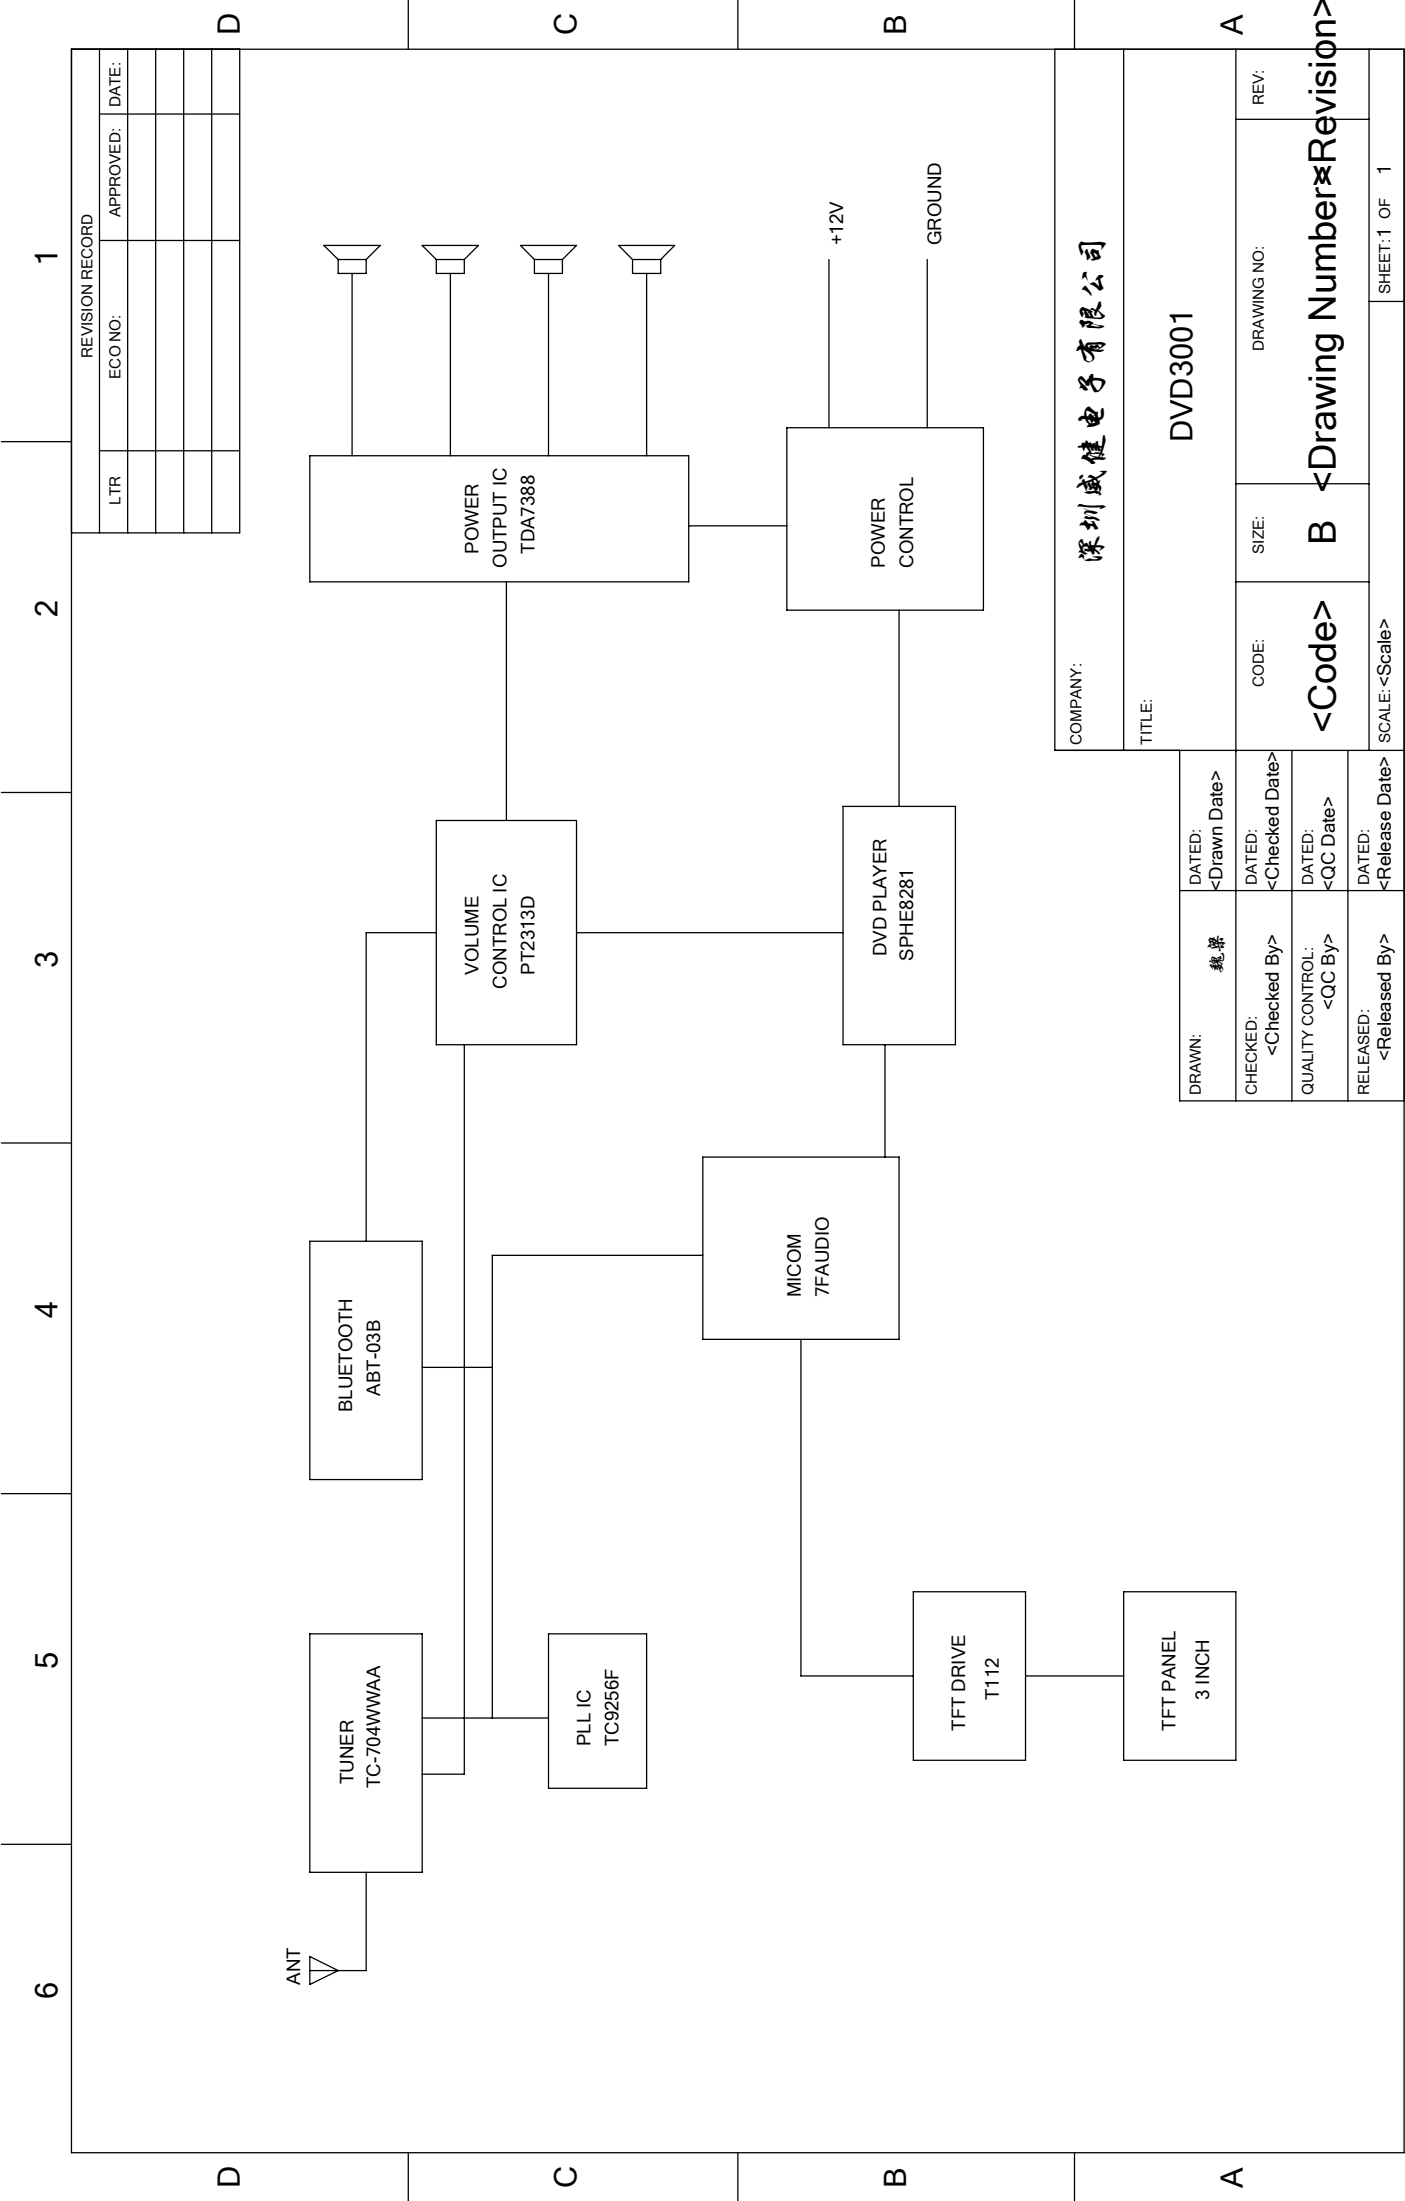 6
5
4
3
2
1
D
C
B
A
D
C
B
A
REVISION RECORD
LTR
ECO NO:
APPROVED:
DATE:
ANT
TUNER
TC-704WWAA
BLUETOOTH
ABT-03B
VOLUME
CONTROL IC
PT2313D
POWER
OUTPUT IC
TDA7388
PLL IC
TC9256F
MICOM
7FAUDIO
DVD PLAYER
SPHE8281
POWER
CONTROL
+12V
GROUND
TFT DRIVE
T112
TFT PANEL
3 INCH
COMPANY:
深圳威健电子有限公司
TITLE:
DVD3001
DRAWN:
魏梁
DATED:
<Drawn Date>
CHECKED:
<Checked By>
DATED:
<Checked Date>
QUALITY CONTROL:
<QC By>
DATED:
<QC Date>
RELEASED:
<Released By>
DATED:
<Release Date>
CODE:
<Code>
SIZE:
B
DRAWING NO:
<Drawing Number>
REV:
<Revision>
SCALE: <Scale>
SHEET: 1 OF 1